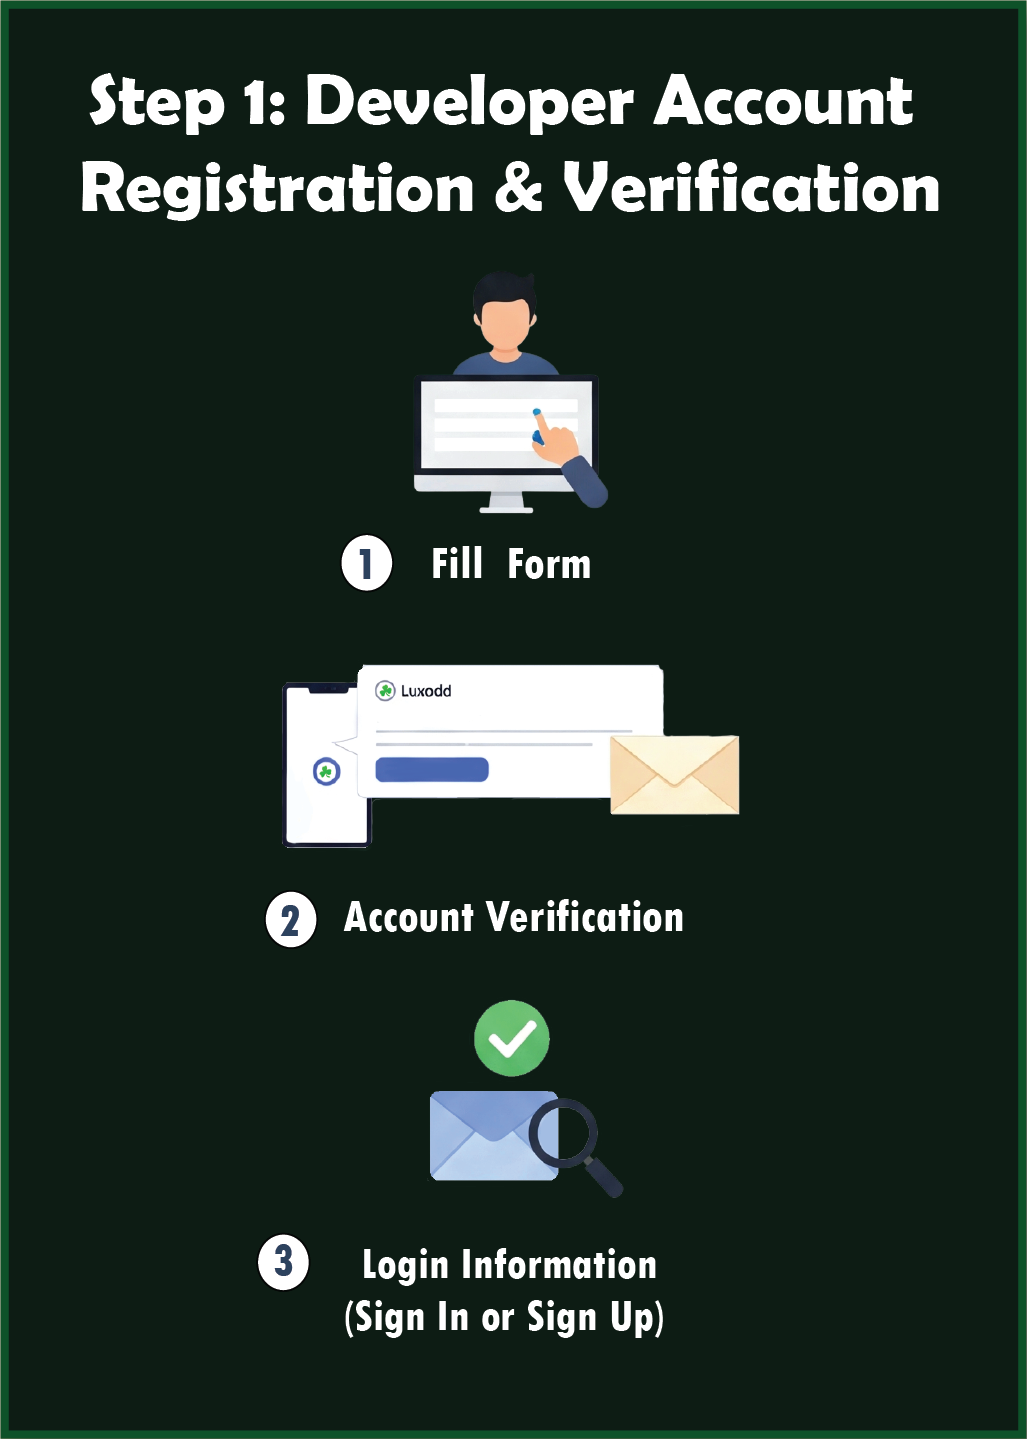 Step 1: Developer Account
Registration & Verification
1 Fill Form
Luxodd
2 Account Verification
3 Login Information
(Sign In or Sign Up)